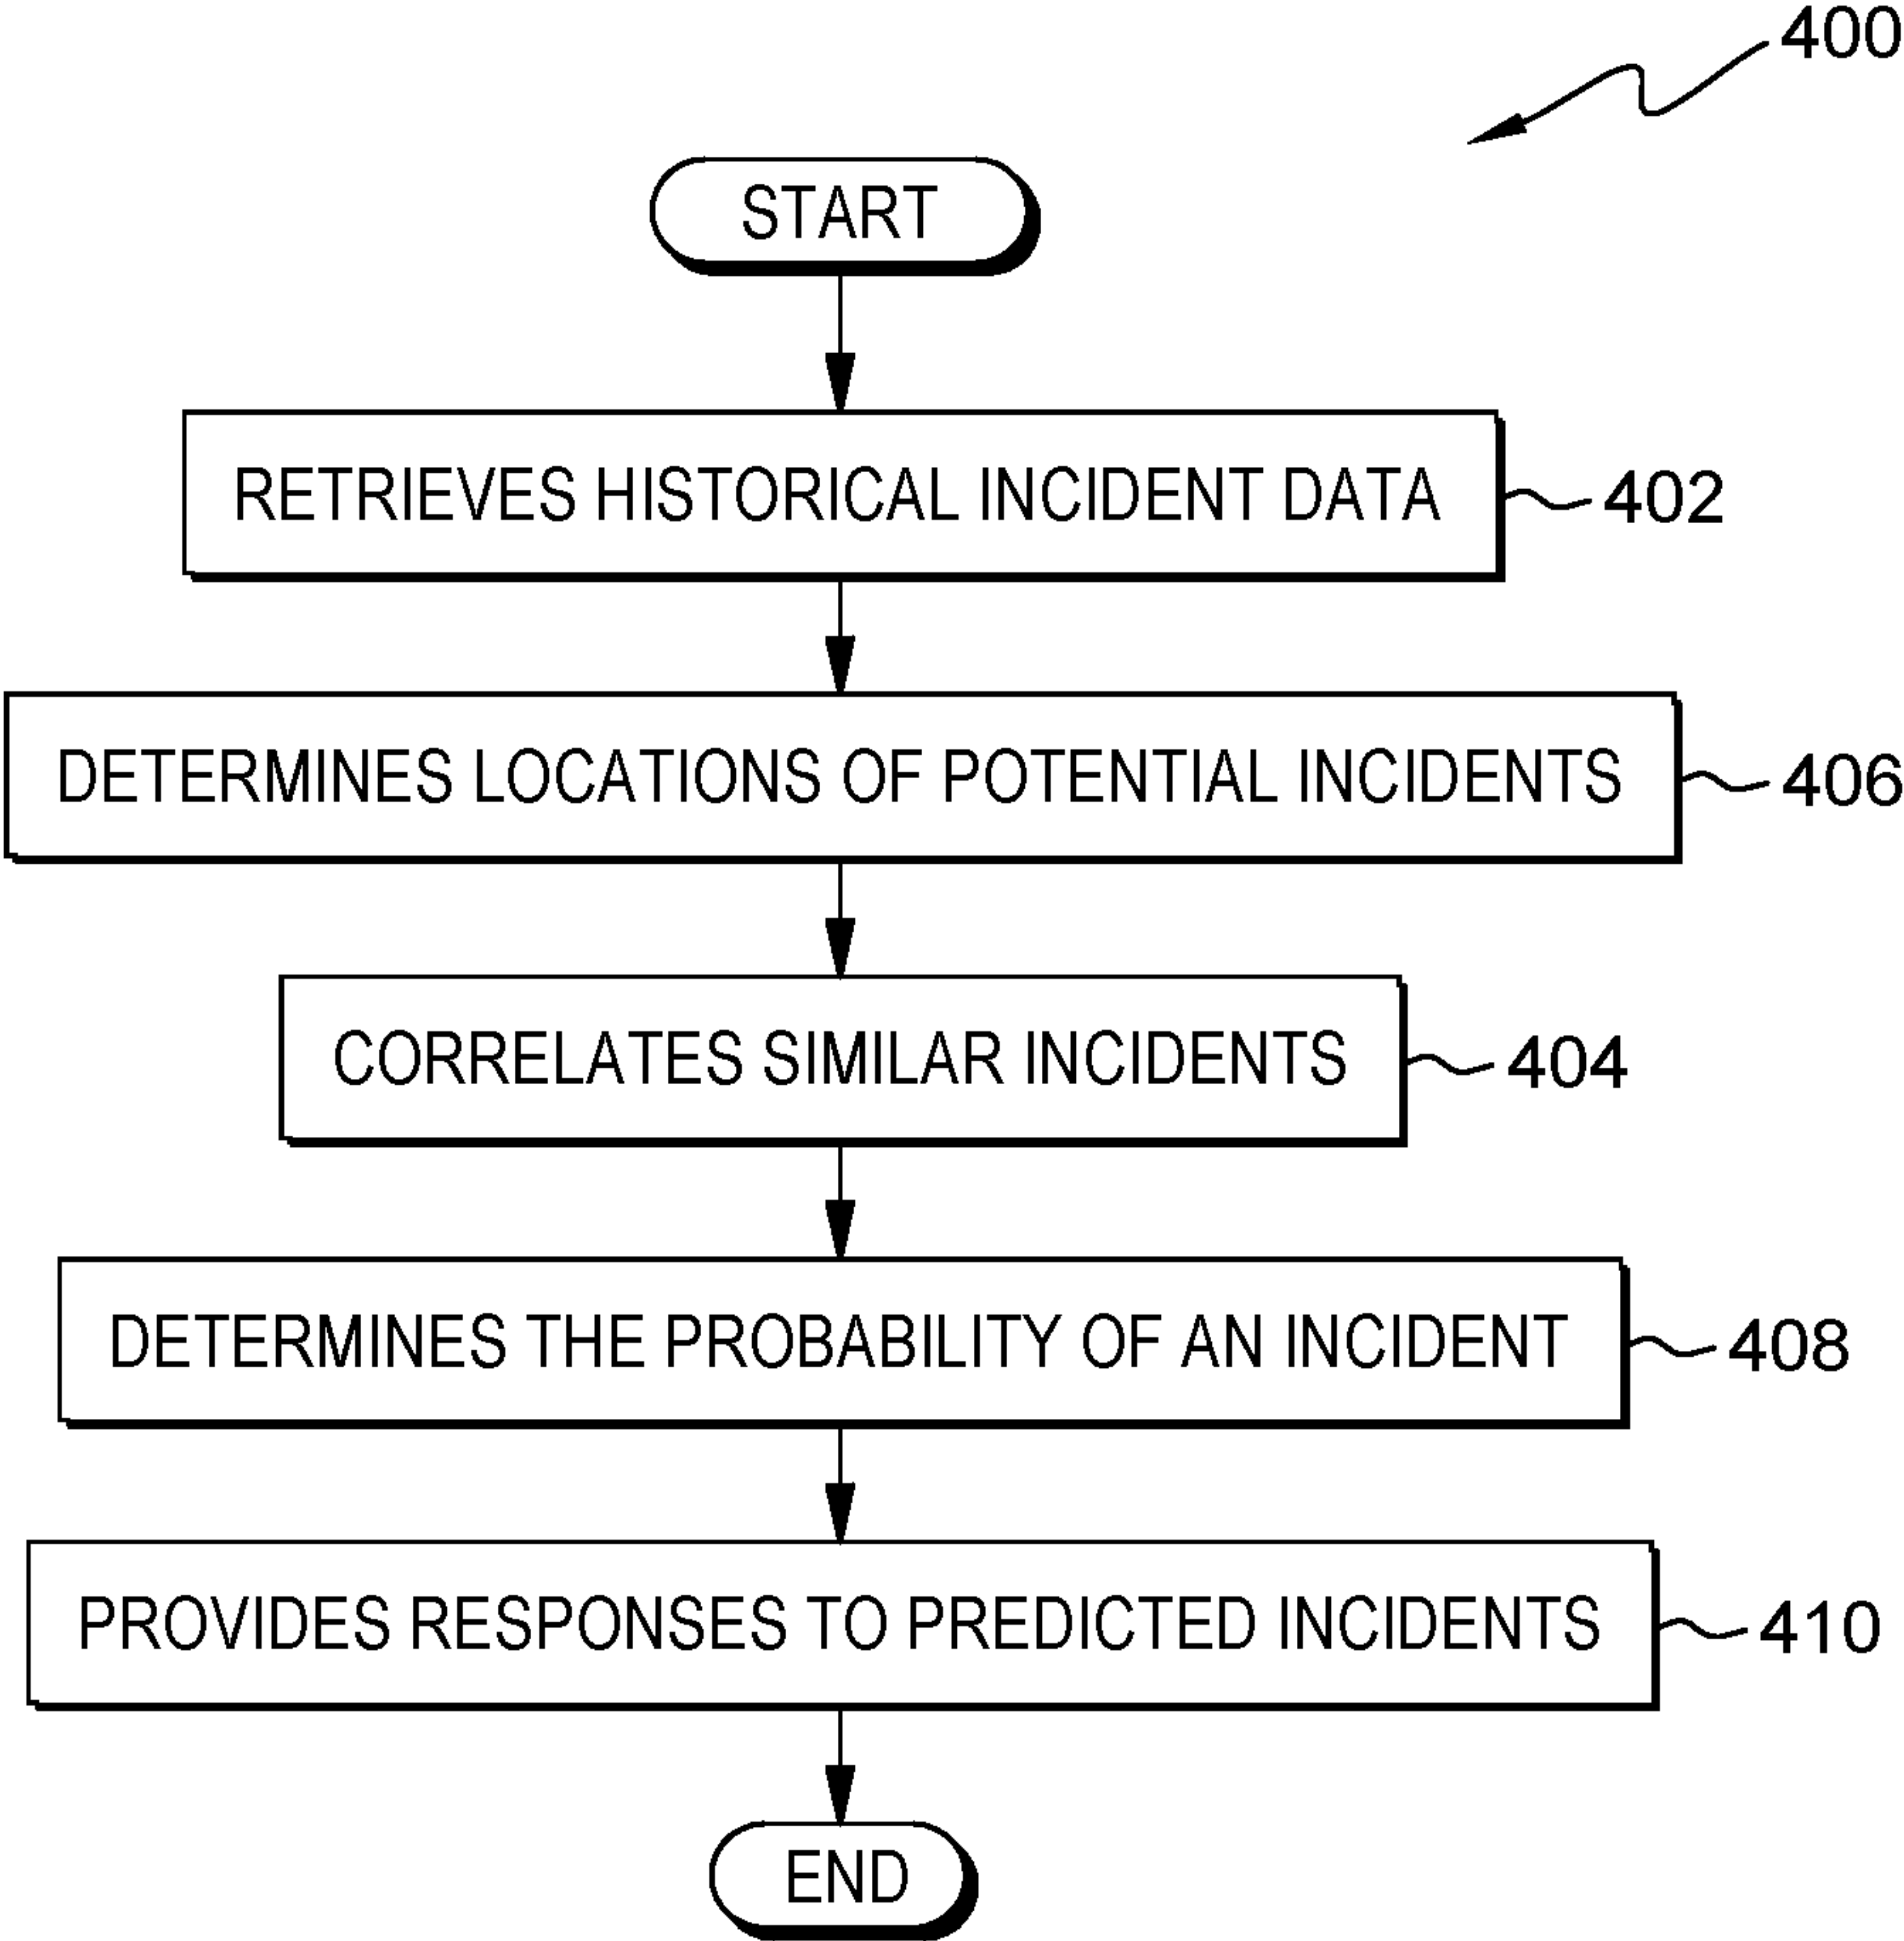 400
START
RETRIEVES HISTORICAL INCIDENT DATA
402
DETERMINES LOCATIONS OF POTENTIAL INCIDENTS
406
CORRELATES SIMILAR INCIDENTS
404
DETERMINES THE PROBABILITY OF AN INCIDENT
408
PROVIDES RESPONSES TO PREDICTED INCIDENTS
410
END